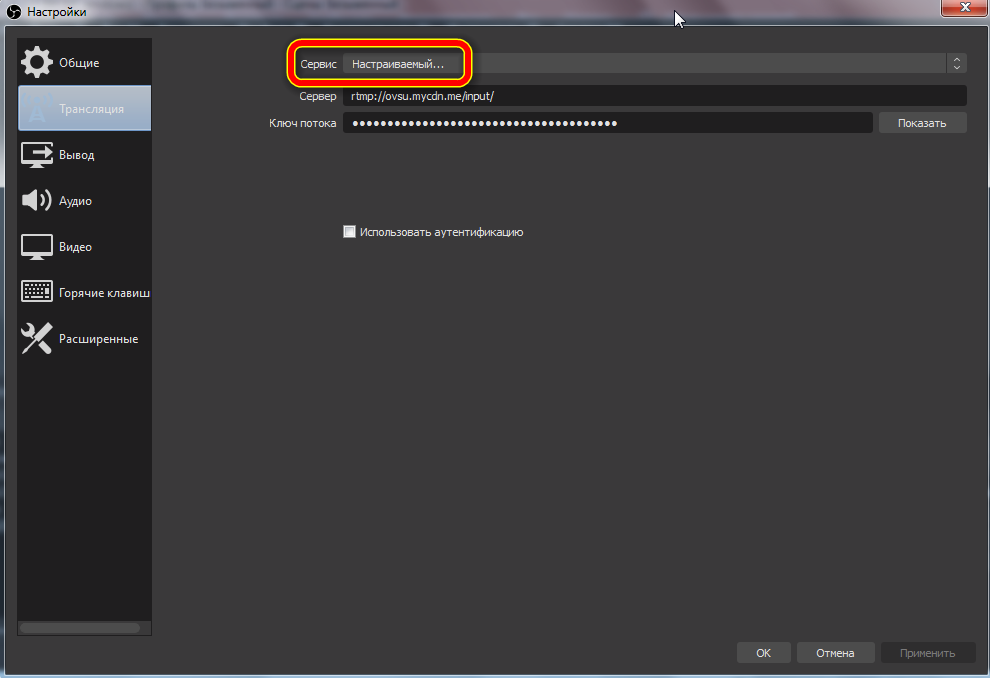 Настройки
Общие
Трансляция
Вывод
Аудио
Видео
Горячие клавиш
Расширенные
Сервис Настраиваемый...
Сервер rtmp://ovsu.mycdn.me/input/
Ключ потока ●●●●●●●●●●●●●●●●●●●●●●●●●●●●●●●●●●●●●● Показать
Использовать аутентификацию
OK Отмена Применить